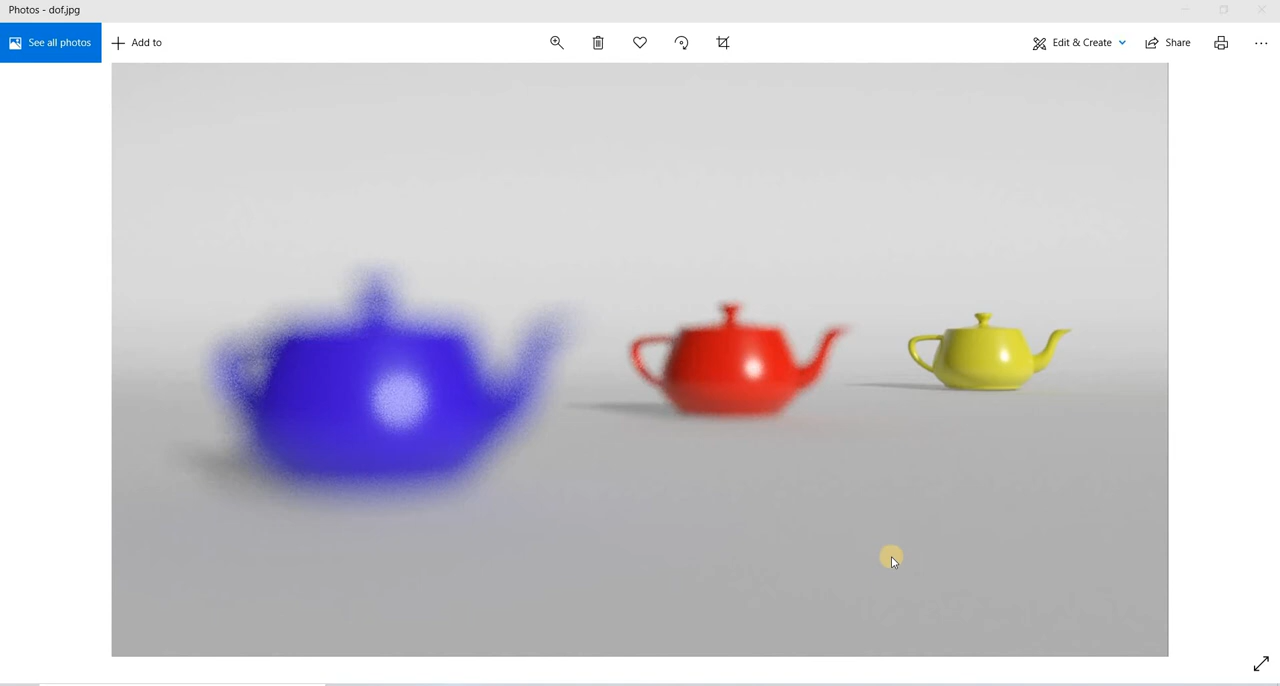 Photos - dof.jpg
See all photos
Add to
Edit & Create
Share